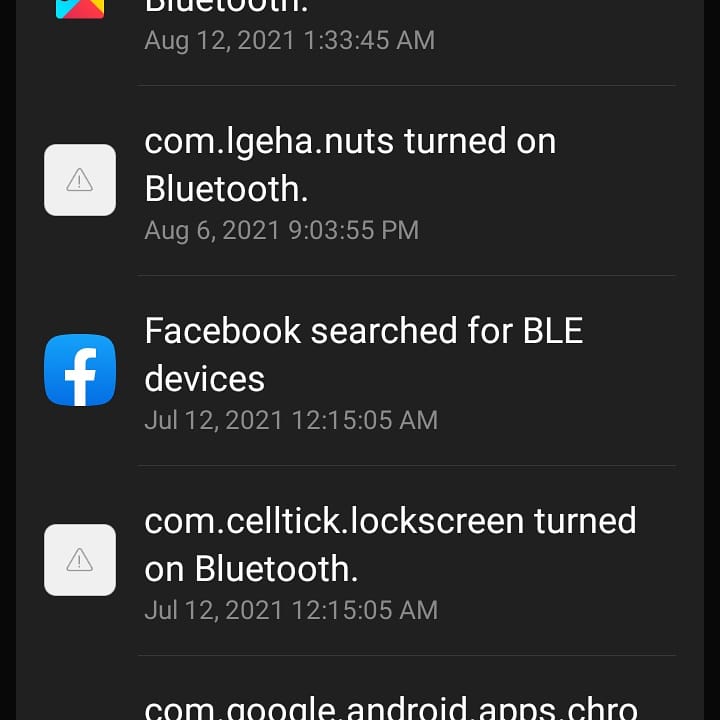 Bluetooth.
Aug 12, 2021 1:33:45 AM
com.lgeha.nuts turned on
Bluetooth.
Aug 6, 2021 9:03:55 PM
Facebook searched for BLE
devices
Jul 12, 2021 12:15:05 AM
com.celltick.lockscreen turned
on Bluetooth.
Jul 12, 2021 12:15:05 AM
com.google.android.apps.chro